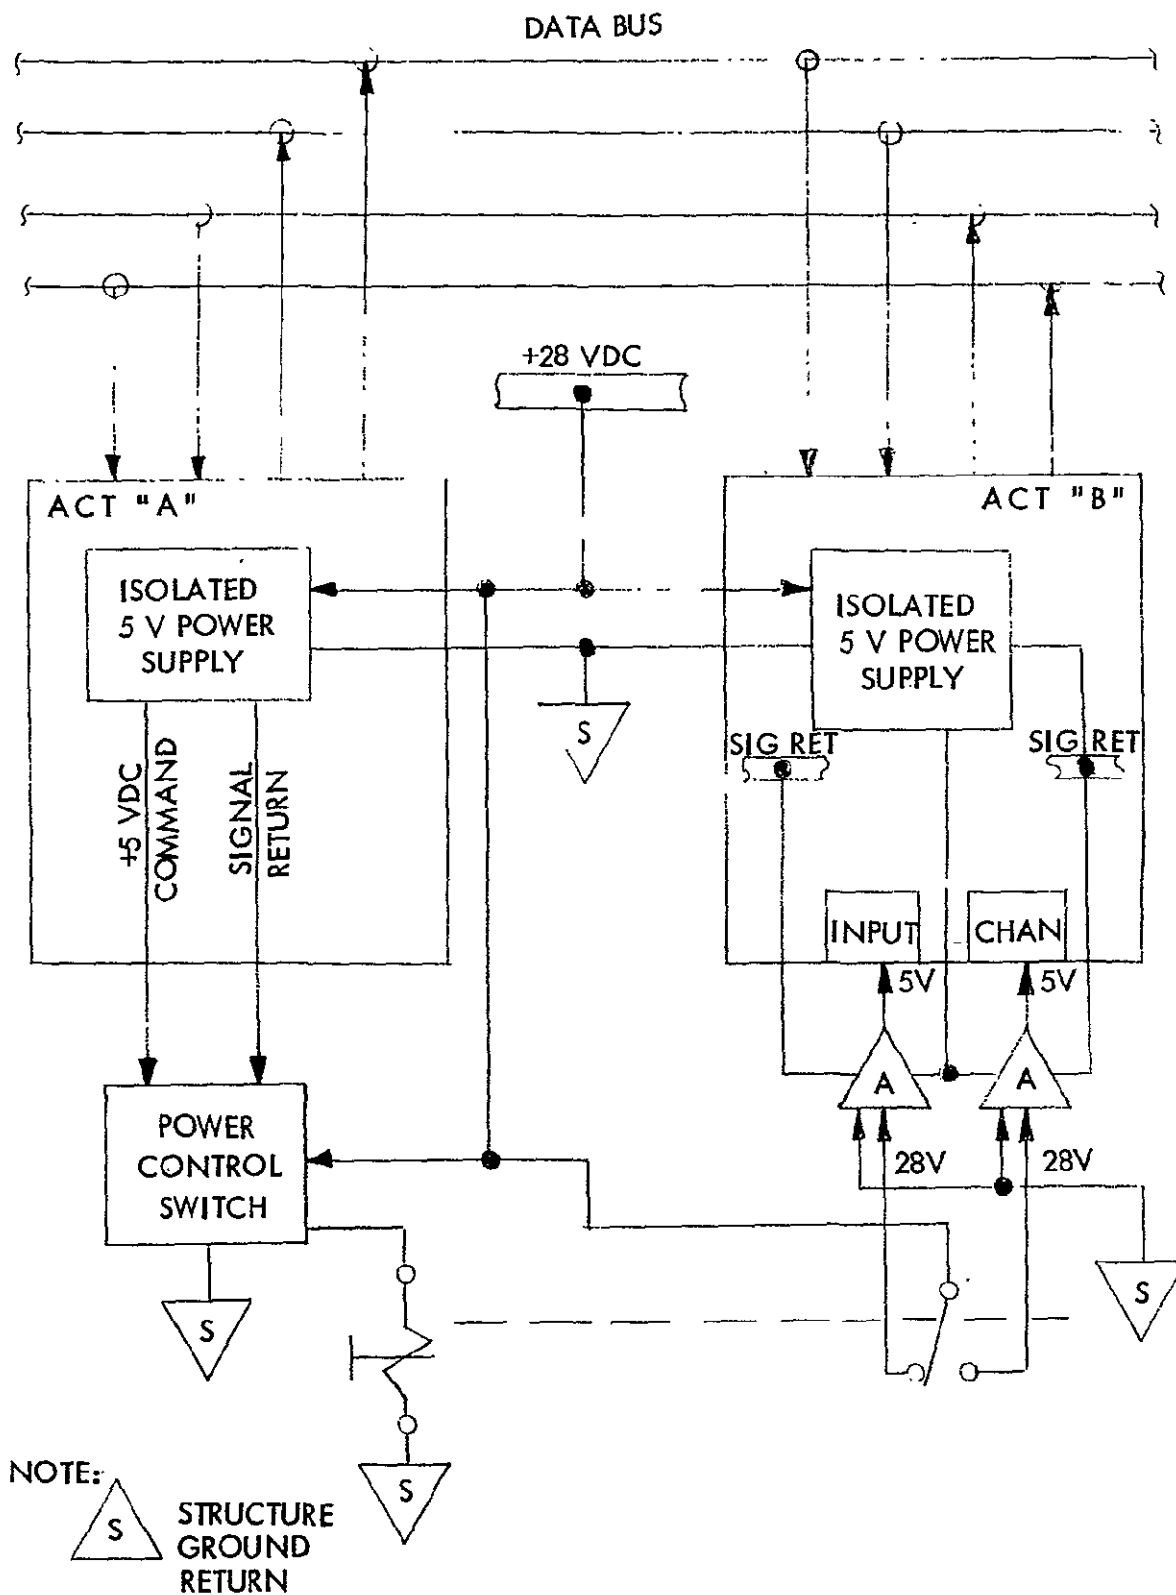 DATA BUS
+28 VDC
ACT "A"
ACT "B"
ISOLATED
5 V POWER
SUPPLY
ISOLATED
5 V POWER
SUPPLY
S
SIG RET
SIG RET
+5 VDC
COMMAND
SIGNAL
RETURN
INPUT
CHAN
5V
5V
A
A
POWER
CONTROL
SWITCH
28V
28V
S
S
S
NOTE:
S
STRUCTURE
GROUND
RETURN